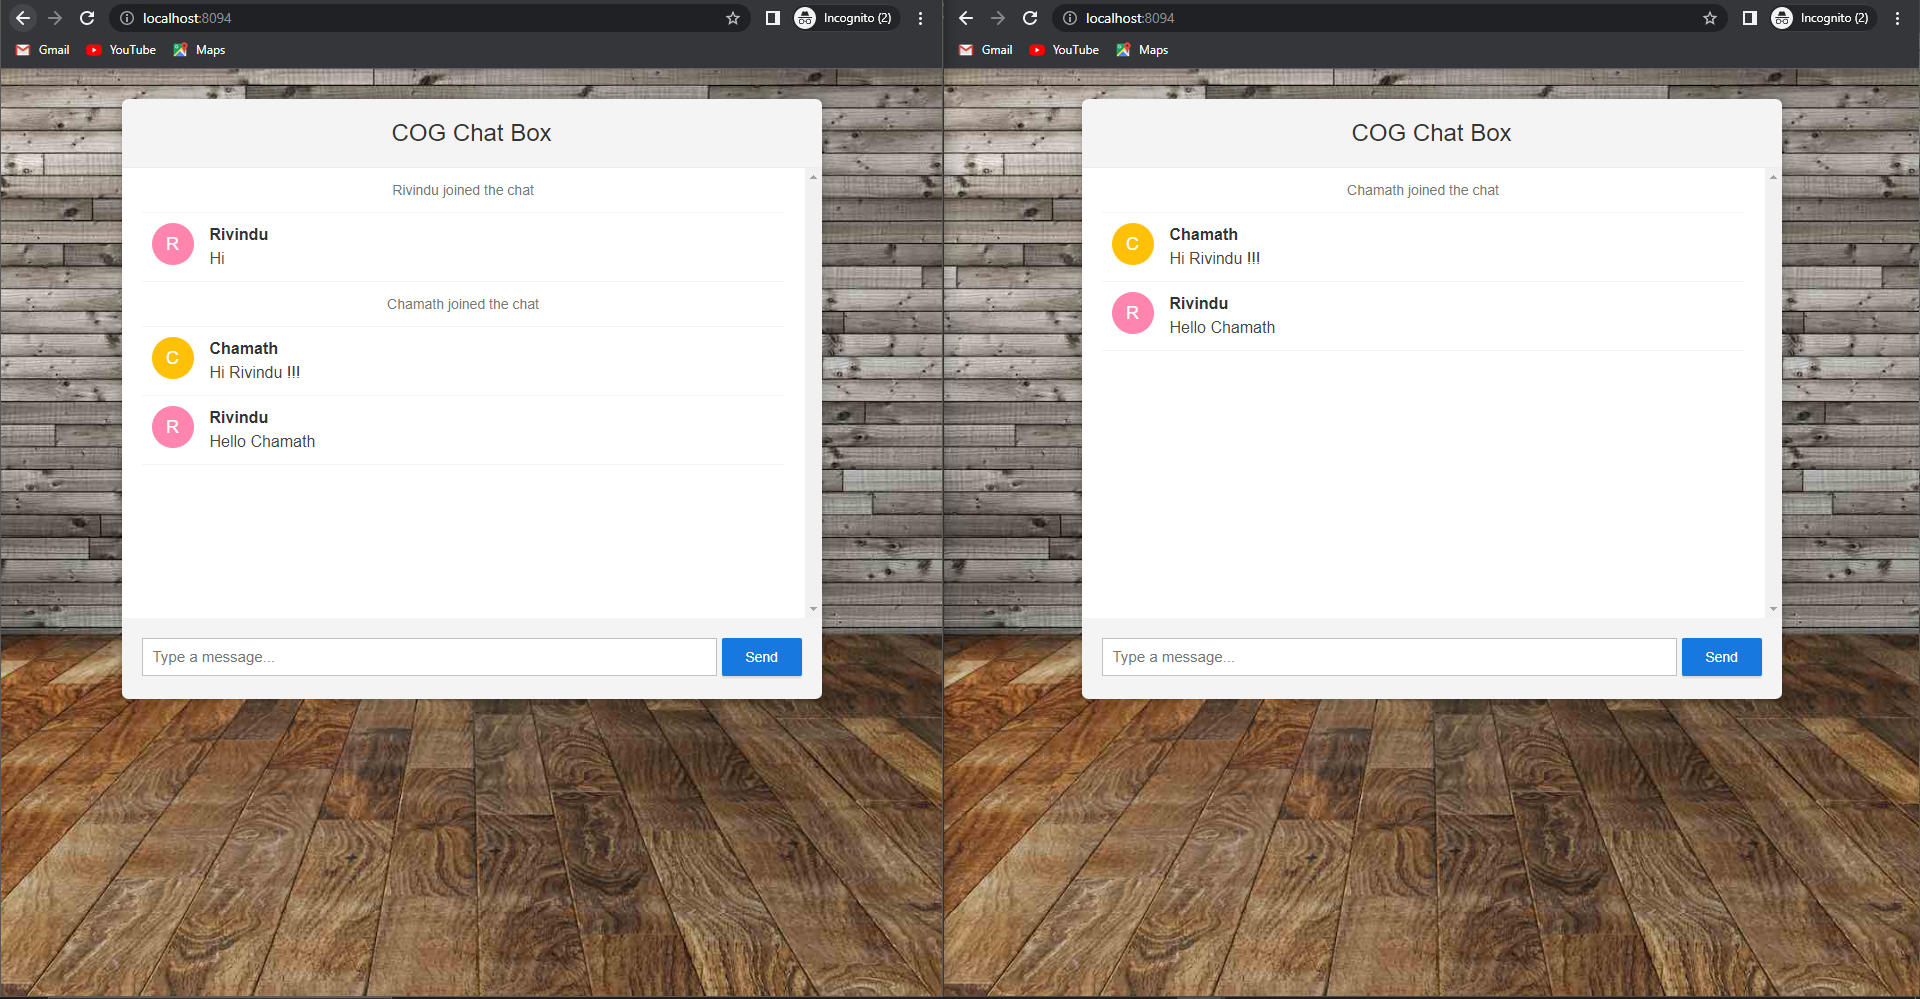 localhost:8094
Incognito (2)
Gmail
YouTube
Maps
COG Chat Box
Rivindu joined the chat
R
Rivindu
Hi
Chamath joined the chat
C
Chamath
Hi Rivindu !!!
R
Rivindu
Hello Chamath
Type a message...
Send
localhost:8094
Incognito (2)
Gmail
YouTube
Maps
COG Chat Box
Chamath joined the chat
C
Chamath
Hi Rivindu !!!
R
Rivindu
Hello Chamath
Type a message...
Send